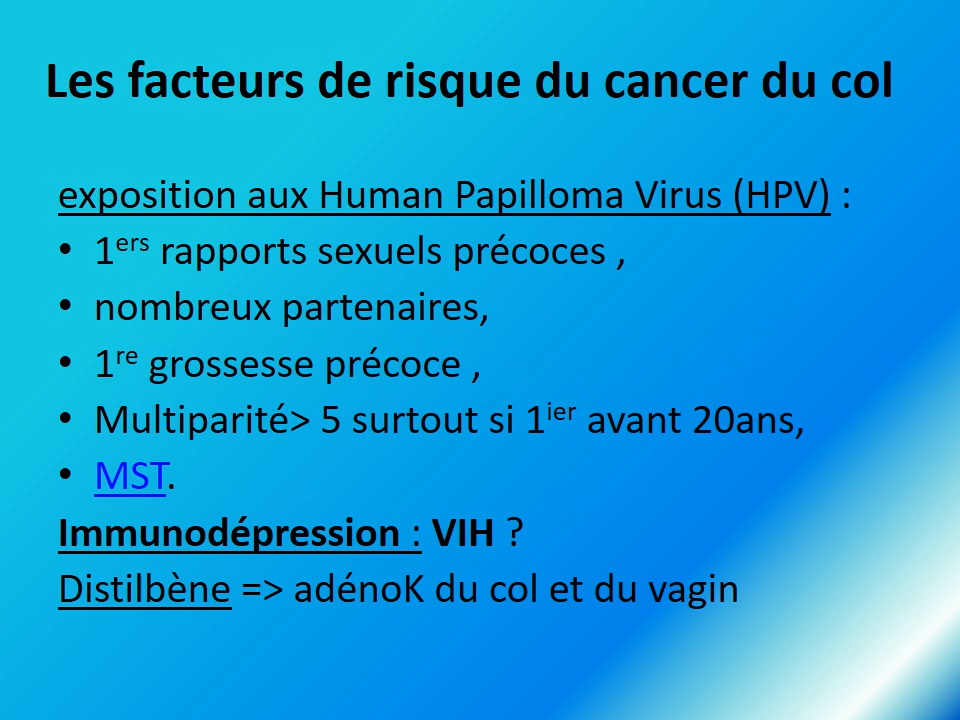 Les facteurs de risque du cancer du col
exposition aux Human Papilloma Virus (HPV) :
• 1ers rapports sexuels précoces ,
• nombreux partenaires,
• 1re grossesse précoce ,
• Multiparité> 5 surtout si 1ier avant 20ans,
• MST.
Immunodépression : VIH ?
Distilbène => adénoK du col et du vagin